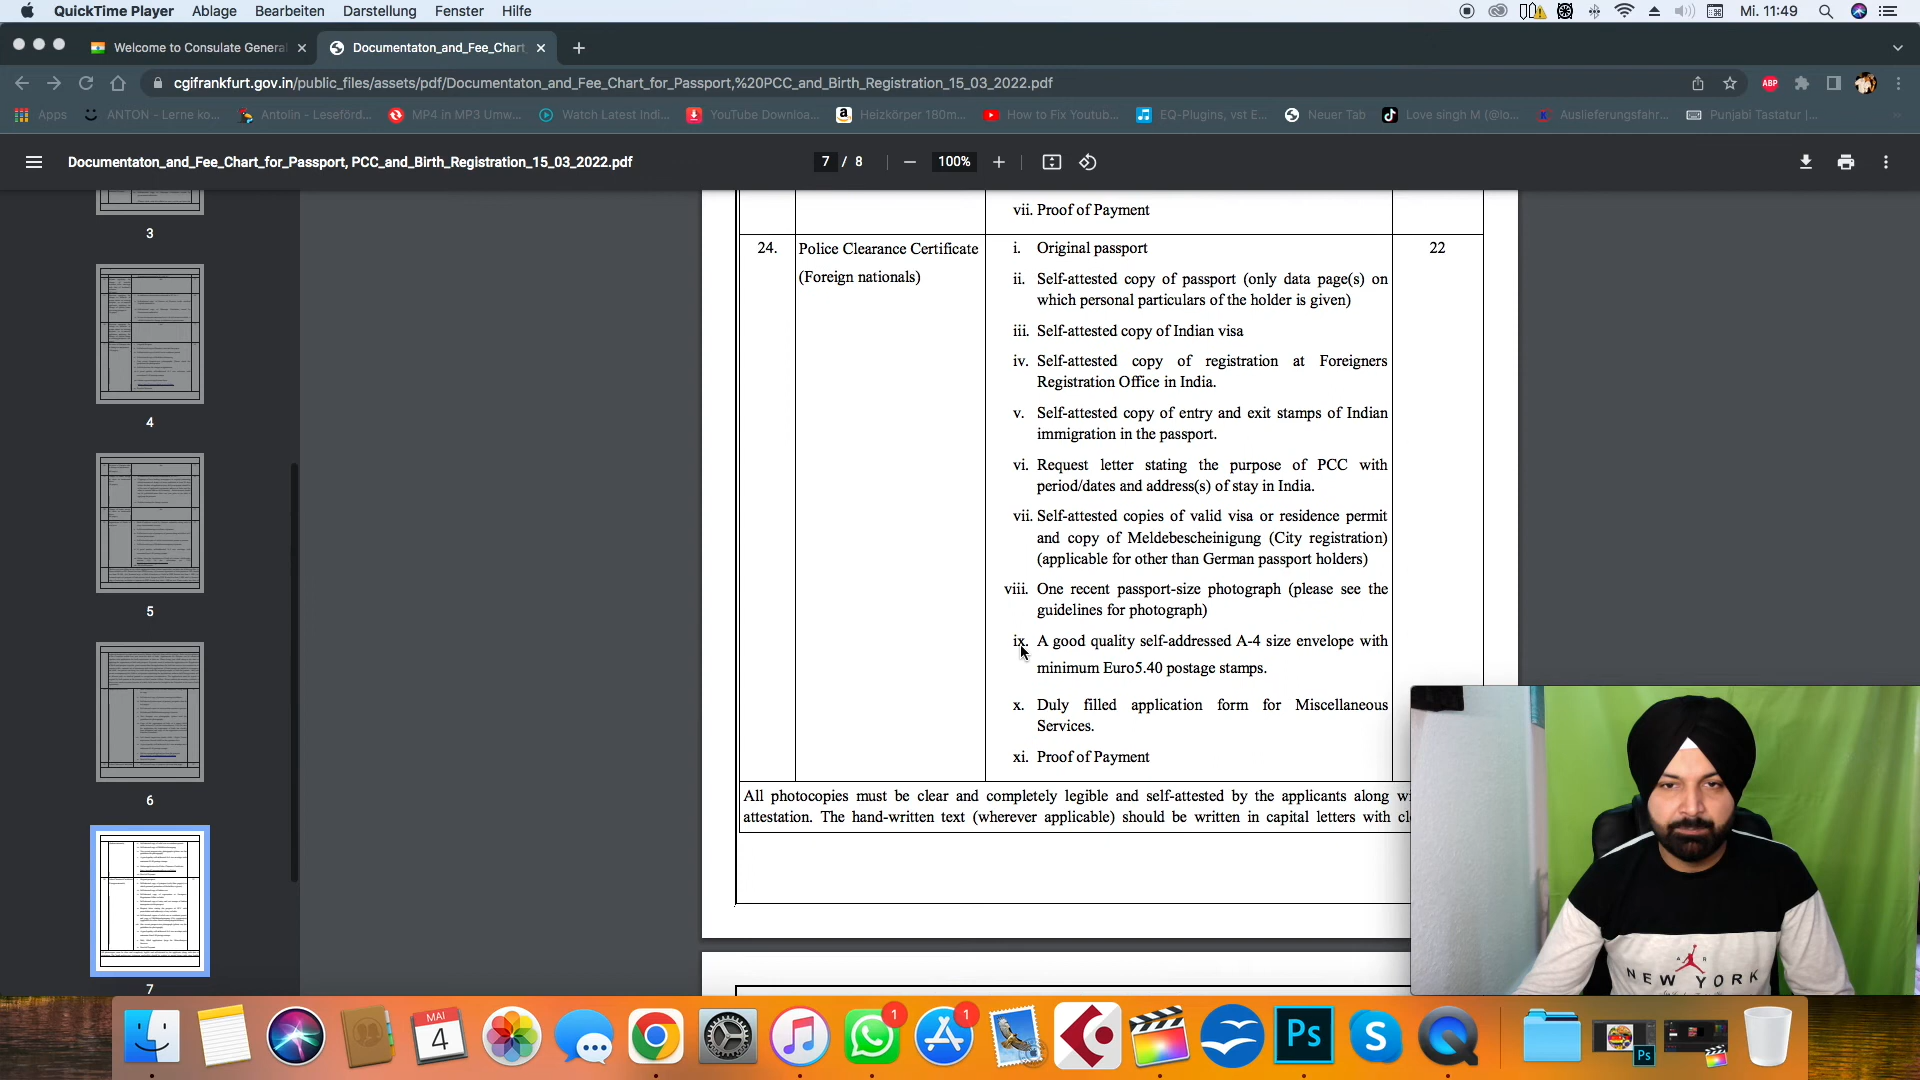 QuickTime Player Ablage Bearbeiten Darstellung Fenster Hilfe Mi. 11:49
Welcome to Consulate General Documentaton_and_Fee_Chart
cgifrankfurt.gov.in/public_files/assets/pdf/Documentaton_and_Fee_Chart_for_Passport,%20PCC_and_Birth_Registration_15_03_2022.pdf
ABP
Apps ANTON - Lerne ko... Antolin - Leseförd... MP4 in MP3 Umw... Watch Latest Indi... YouTube Downloa... Heizkörper 180m... How to Fix Youtub... EQ-Plugins, vst E... Neuer Tab Love singh M (@lo... Auslieferungsfahr... Punjabi Tastatur |...
Documentaton_and_Fee_Chart_for_Passport, PCC_and_Birth_Registration_15_03_2022.pdf 7 / 8 100%
3
4
5
6
7
vii. Proof of Payment
24. Police Clearance Certificate i. Original passport 22
(Foreign nationals)
ii. Self-attested copy of passport (only data page(s) on
which personal particulars of the holder is given)
iii. Self-attested copy of Indian visa
iv. Self-attested copy of registration at Foreigners
Registration Office in India.
v. Self-attested copy of entry and exit stamps of Indian
immigration in the passport.
vi. Request letter stating the purpose of PCC with
period/dates and address(s) of stay in India.
vii. Self-attested copies of valid visa or residence permit
and copy of Meldebescheinigung (City registration)
(applicable for other than German passport holders)
viii. One recent passport-size photograph (please see the
guidelines for photograph)
ix. A good quality self-addressed A-4 size envelope with
minimum Euro5.40 postage stamps.
x. Duly filled application form for Miscellaneous
Services.
xi. Proof of Payment
All photocopies must be clear and completely legible and self-attested by the applicants along
attestation. The hand-written text (wherever applicable) should be written in capital letters with
NEW YORK
MAI
4
1
1
Ps
S
Ps